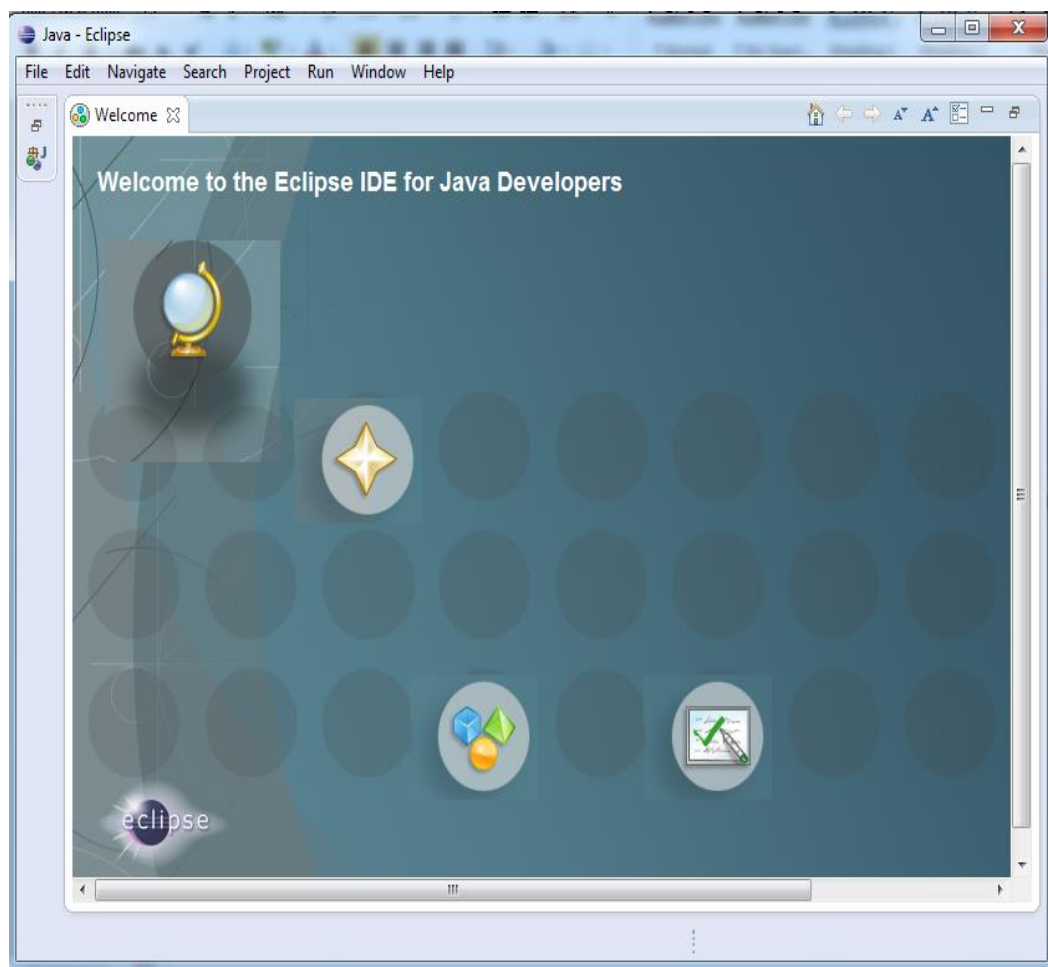 Java - Eclipse
File Edit Navigate Search Project Run Window Help
Welcome
Welcome to the Eclipse IDE for Java Developers
eclipse